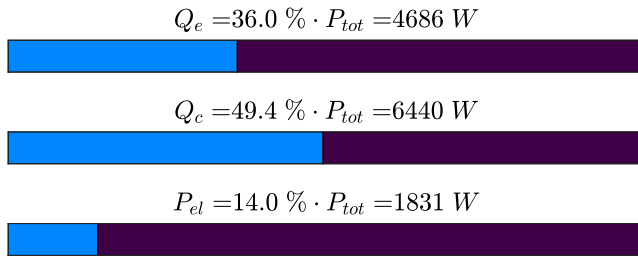 Q_e =36.0 % · P_tot =4686 W
Q_c =49.4 % · P_tot =6440 W
P_el =14.0 % · P_tot =1831 W